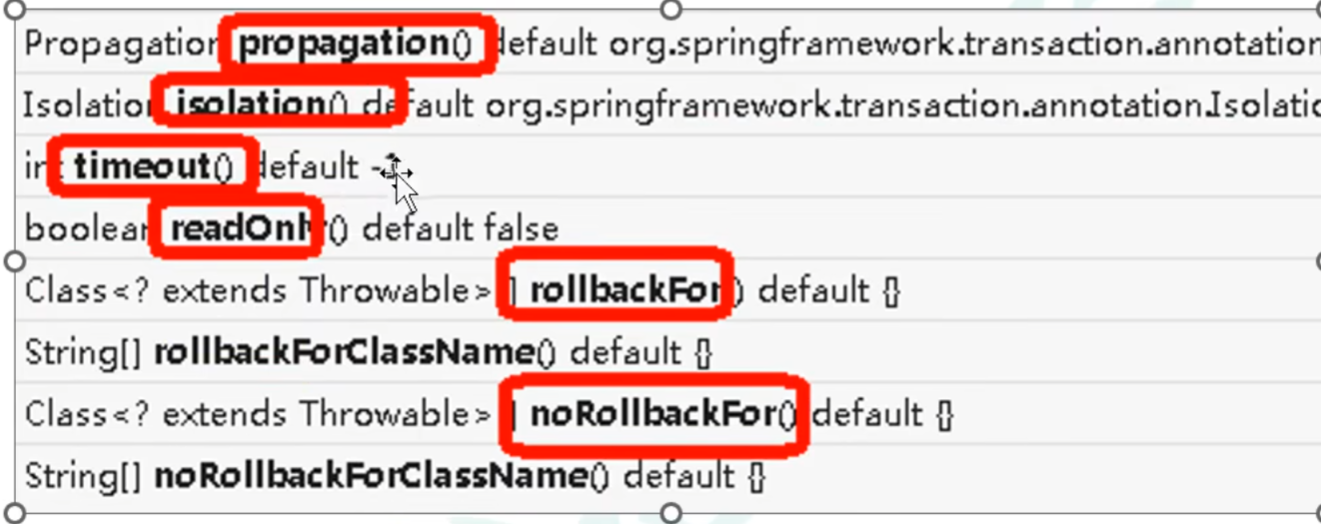 Propagation propagation() default org.springframework.transaction.annotation
Isolation isolation() default org.springframework.transaction.annotation.Isolatio
int timeout() default
boolean readOnly() default false
Class<? extends Throwable>[] rollbackFor() default {}
String[] rollbackForClassName() default {}
Class<? extends Throwable>[] noRollbackFor() default {}
String[] noRollbackForClassName() default {}